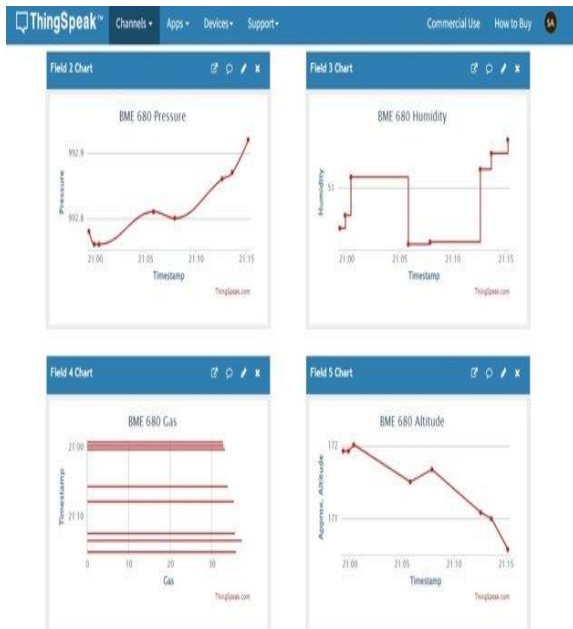 ThingSpeak™ Channels Apps Devices Support Commercial Use How to Buy SA
Field 2 Chart
BME 680 Pressure
992.9
992.8
Pressure
21:00 21:05 21:10 21:15
Timestamp
ThingSpeak.com
Field 3 Chart
BME 680 Humidity
51
Humidity
21:00 21:05 21:10 21:15
Timestamp
ThingSpeak.com
Field 4 Chart
BME 680 Gas
21:00
21:10
Timestamp
0 10 20 30
Gas
ThingSpeak.com
Field 5 Chart
BME 680 Altitude
172
171
Approx. Altitude
21:00 21:05 21:10 21:15
Timestamp
ThingSpeak.com